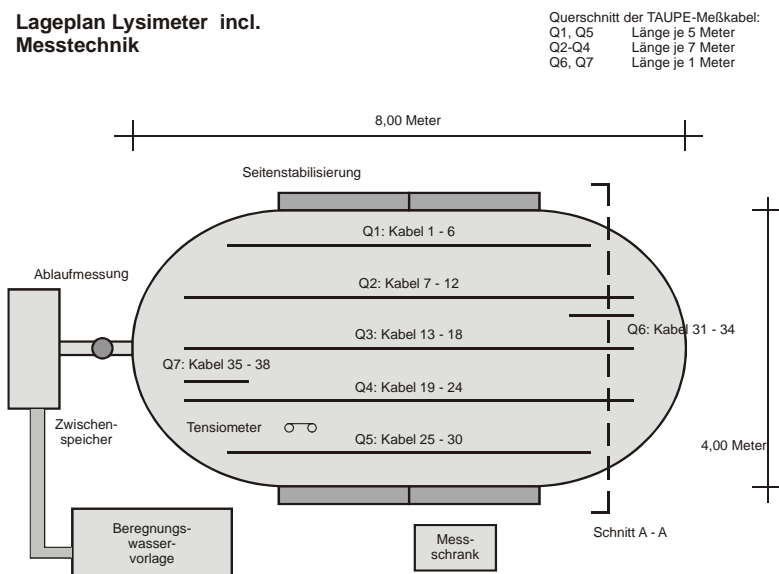 Lageplan Lysimeter incl.
Messtechnik
Querschnitt der TAUPE-Meßkabel:
Q1, Q5 Länge je 5 Meter
Q2-Q4 Länge je 7 Meter
Q6, Q7 Länge je 1 Meter
8,00 Meter
Seitenstabilisierung
Q1: Kabel 1 - 6
Ablaufmessung
Q2: Kabel 7 - 12
Q6: Kabel 31 - 34
Q3: Kabel 13 - 18
Q7: Kabel 35 - 38
Q4: Kabel 19 - 24
Zwischen-
speicher
Tensiometer
Q5: Kabel 25 - 30
4,00 Meter
Beregnungs-
wasser-
vorlage
Mess-
schrank
Schnitt A - A